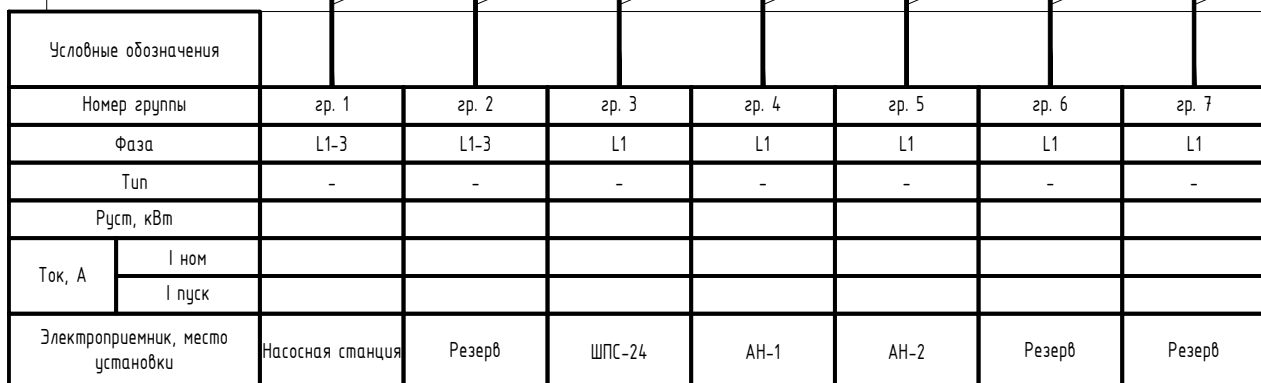 Условные обозначения
Номер группы гр. 1 гр. 2 гр. 3 гр. 4 гр. 5 гр. 6 гр. 7
Фаза L1-3 L1-3 L1 L1 L1 L1 L1
Тип - - - - - - -
Руст, кВт
Ток, А
I ном
I пуск
Электроприемник, место
установки
Насосная станция Резерв ШПС-24 АН-1 АН-2 Резерв Резерв